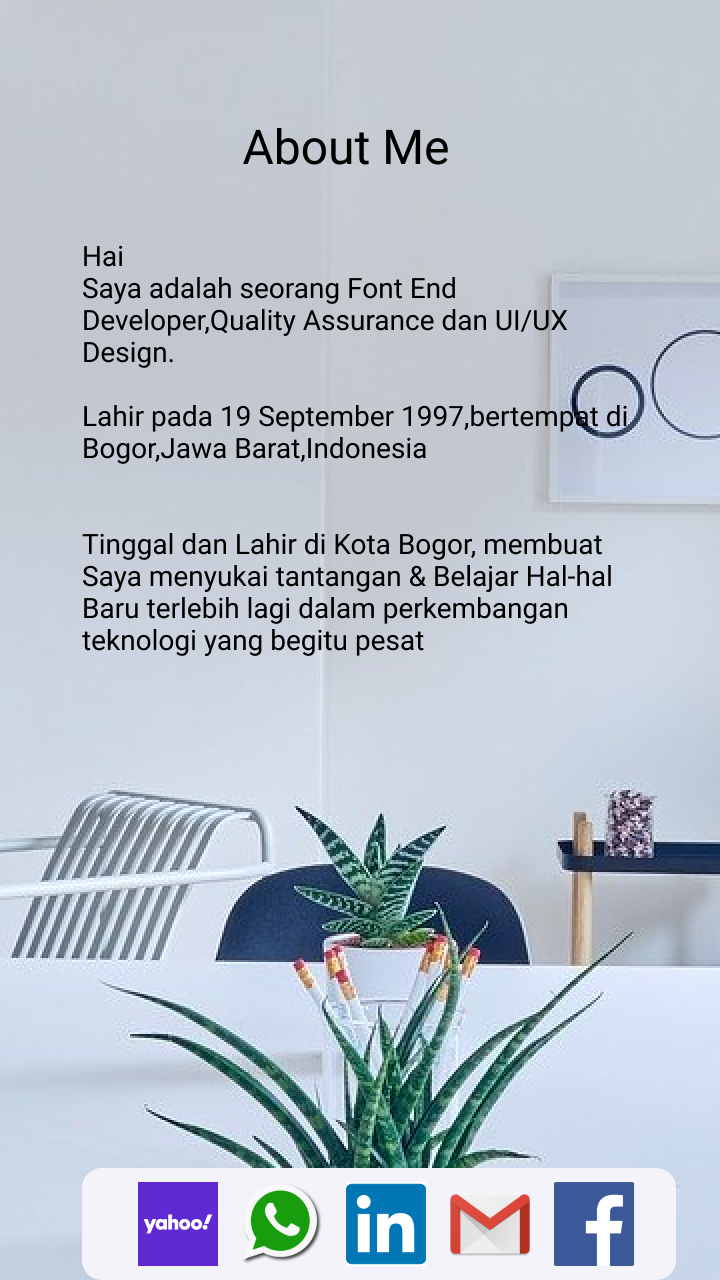 About Me
Hai
Saya adalah seorang Font End
Developer,Quality Assurance dan UI/UX
Design.
Lahir pada 19 September 1997,bertempat di
Bogor,Jawa Barat,Indonesia
Tinggal dan Lahir di Kota Bogor, membuat
Saya menyukai tantangan & Belajar Hal-hal
Baru terlebih lagi dalam perkembangan
teknologi yang begitu pesat
yahoo! in f